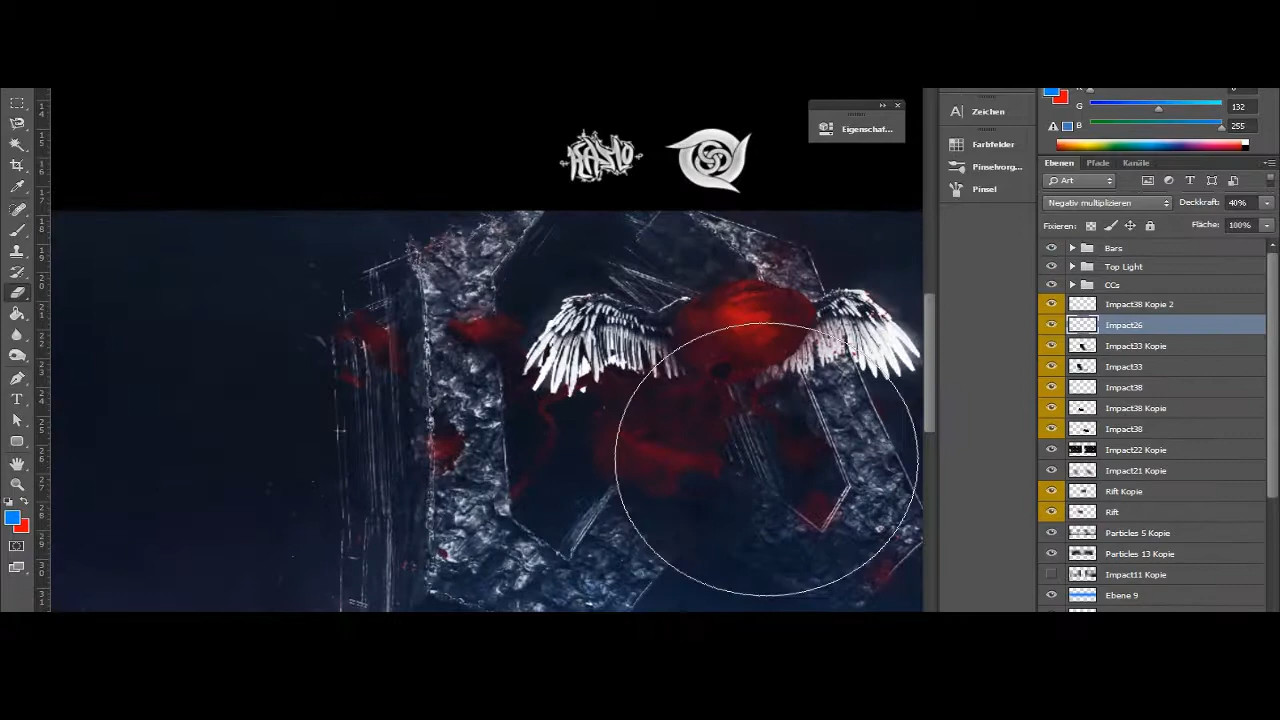 KASMO
Eigenschaf...
Zeichen
Farbfelder
Pinselvorg...
Pinsel
G 132
B 255
Ebenen Pfade Kanäle
Art
Negativ multiplizieren Deckkraft: 40%
Fixieren: Fläche: 100%
Bars
Top Light
CCs
Impact38 Kopie 2
Impact26
Impact33 Kopie
Impact33
Impact38
Impact38 Kopie
Impact38
Impact22 Kopie
Impact21 Kopie
Rift Kopie
Rift
Particles 5 Kopie
Particles 13 Kopie
Impact11 Kopie
Ebene 9